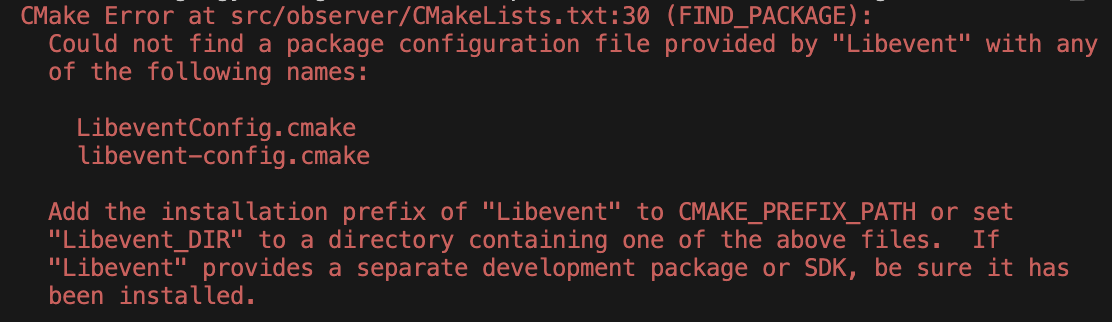 CMake Error at src/observer/CMakeLists.txt:30 (FIND_PACKAGE):
Could not find a package configuration file provided by "Libevent" with any
of the following names:
LibeventConfig.cmake
libevent-config.cmake
Add the installation prefix of "Libevent" to CMAKE_PREFIX_PATH or set
"Libevent_DIR" to a directory containing one of the above files.  If
"Libevent" provides a separate development package or SDK, be sure it has
been installed.